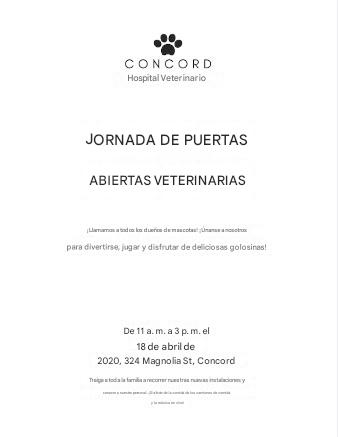 CONCORD
Hospital Veterinario
JORNADA DE PUERTAS
ABIERTAS VETERINARIAS
¡Llamamos a todos los dueños de mascotas! ¡Únanse a nosotros
para divertirse, jugar y disfrutar de deliciosas golosinas!
De 11 a. m. a 3 p. m. el
18 de abril de
2020, 324 Magnolia St, Concord
Traiga a toda la familia a recorrer nuestras nuevas instalaciones y
conocer a nuestro personal. ¡Disfrute de la comida de los camiones de comida
y la música en vivo!